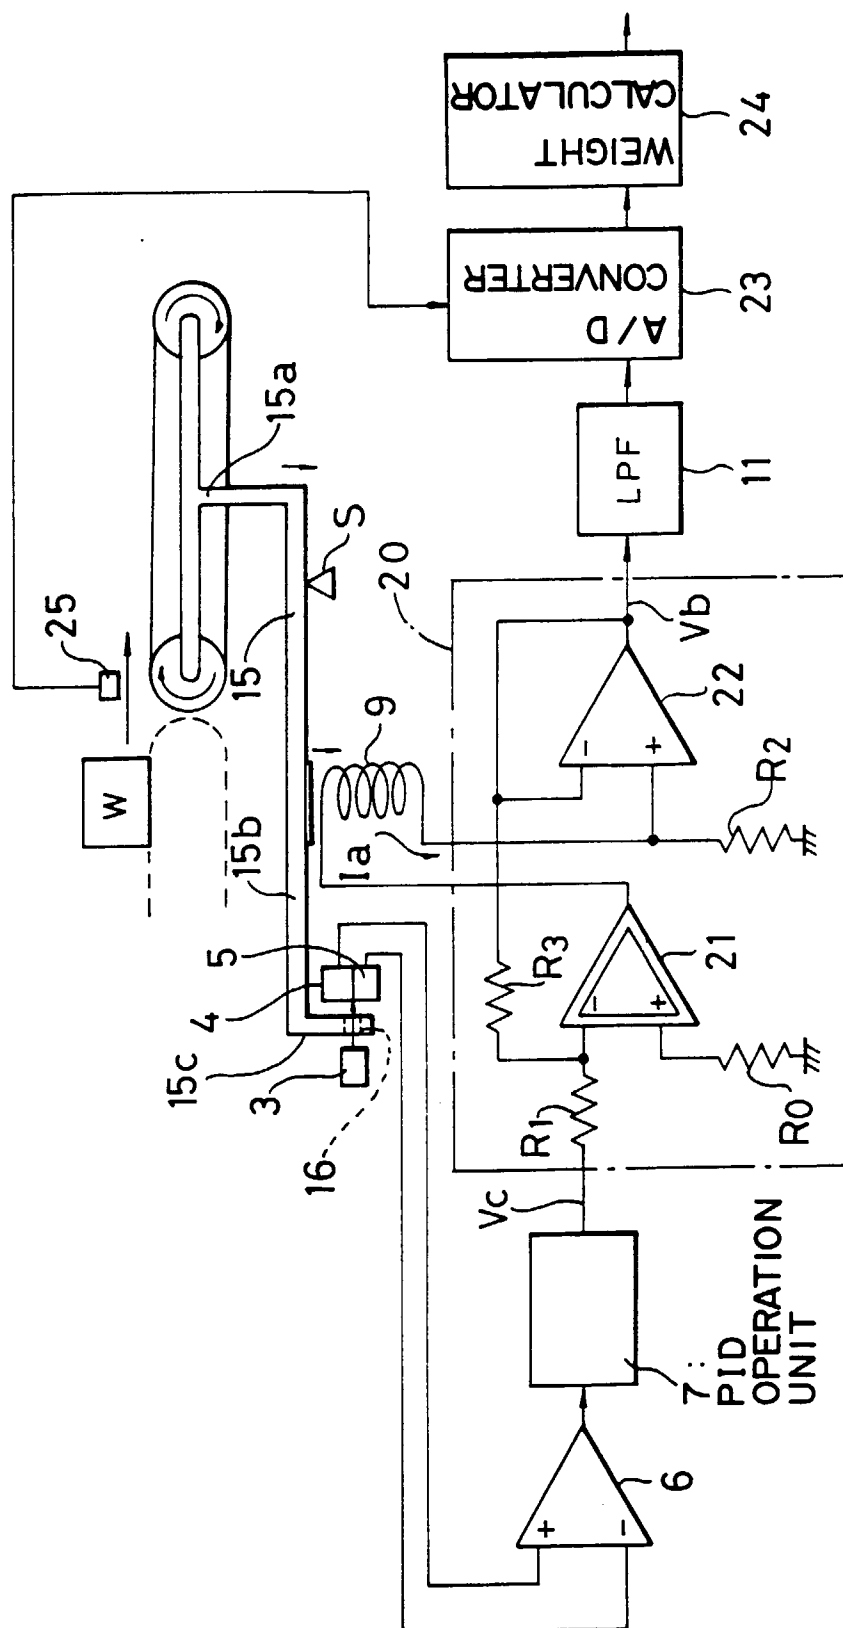 25
W
15a
S
15
15b
9
Ia
4
5
15c
3
16
20
Vb
-
+
22
R2
R3
-
+
21
R1
R0
Vc
7:
PID
OPERATION
UNIT
+
-
6
LPF
11
A/D
CONVERTER
23
WEIGHT
CALCULATOR
24